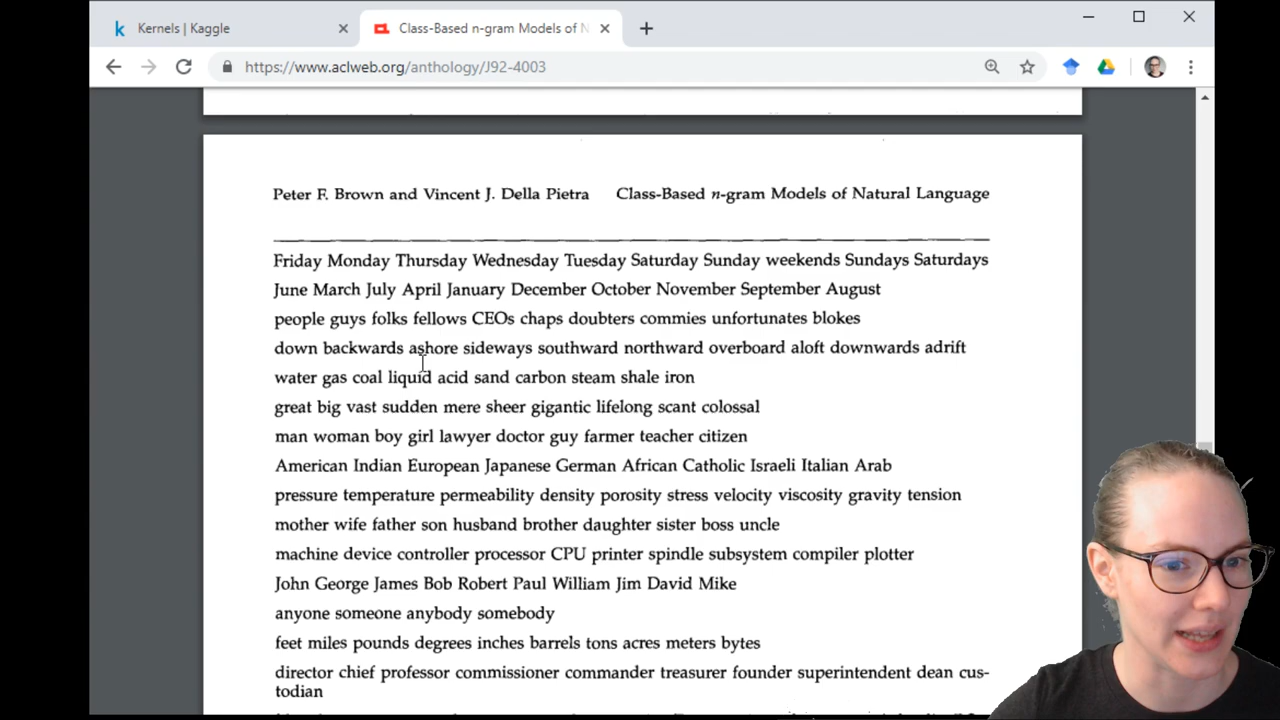 Kernels | Kaggle
Class-Based n-gram Models of N
https://www.aclweb.org/anthology/J92-4003
Peter F. Brown and Vincent J. Della Pietra Class-Based n-gram Models of Natural Language
Friday Monday Thursday Wednesday Tuesday Saturday Sunday weekends Sundays Saturdays
June March July April January December October November September August
people guys folks fellows CEOs chaps doubters commies unfortunates blokes
down backwards ashore sideways southward northward overboard aloft downwards adrift
water gas coal liquid acid sand carbon steam shale iron
great big vast sudden mere sheer gigantic lifelong scant colossal
man woman boy girl lawyer doctor guy farmer teacher citizen
American Indian European Japanese German African Catholic Israeli Italian Arab
pressure temperature permeability density porosity stress velocity viscosity gravity tension
mother wife father son husband brother daughter sister boss uncle
machine device controller processor CPU printer spindle subsystem compiler plotter
John George James Bob Robert Paul William Jim David Mike
anyone someone anybody somebody
feet miles pounds degrees inches barrels tons acres meters bytes
director chief professor commissioner commander treasurer founder superintendent dean cus-
todian